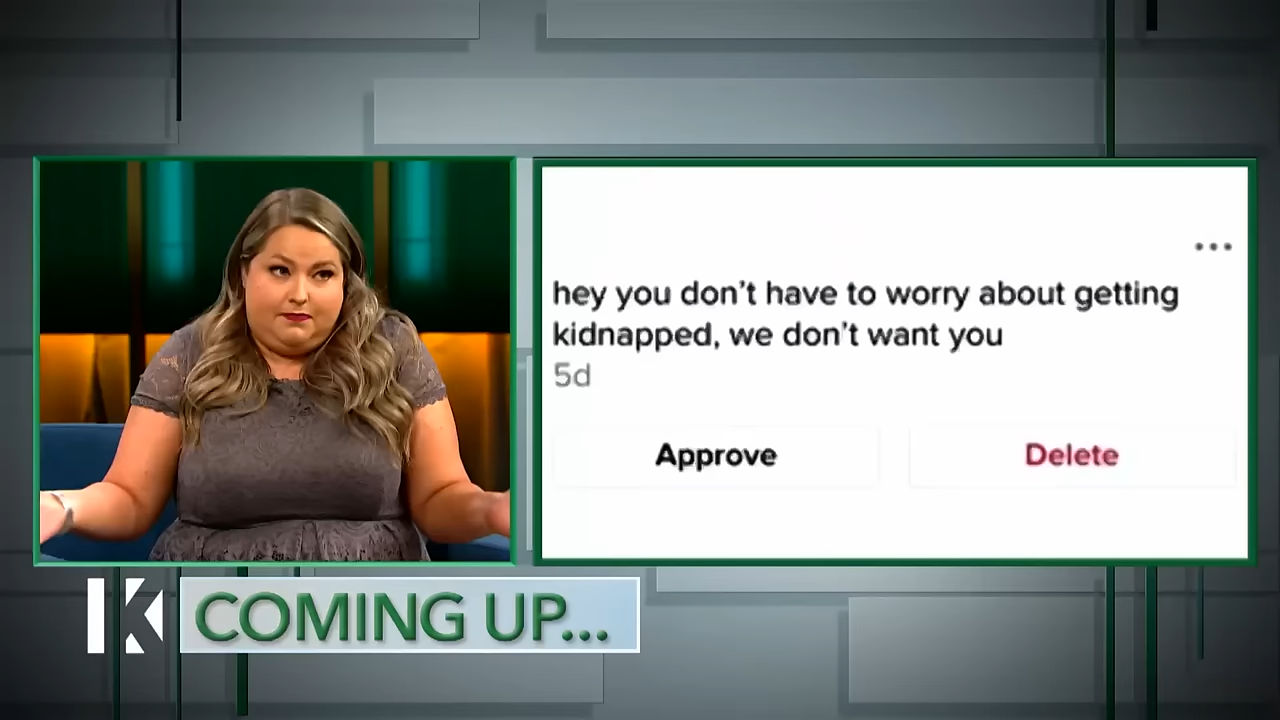 hey you don't have to worry about getting
kidnapped, we don't want you
5d
Approve
Delete
K
COMING UP...